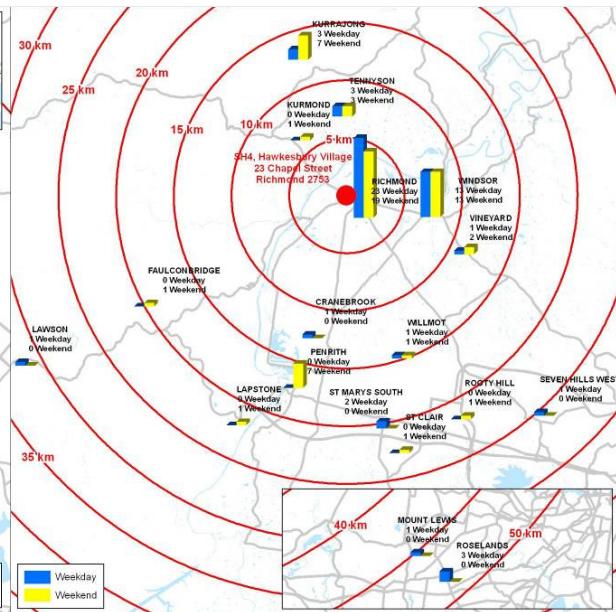 30 km
KURRAJONG
3 Weekday
7 Weekend
25 km
20 km
TENNYSON
3 Weekday
3 Weekend
KURMOND
0 Weekday
1 Weekend
15 km
10 km
5 km
SH4, Hawkesbury Village
23 Chapel Street
Richmond 2753
RICHMOND
23 Weekday
19 Weekend
WINDSOR
13 Weekday
13 Weekend
VINEYARD
1 Weekday
2 Weekend
FAULCONBRIDGE
0 Weekday
1 Weekend
CRANEBROOK
1 Weekday
0 Weekend
LAWSON
1 Weekday
0 Weekend
WILLMOT
1 Weekday
1 Weekend
PENRITH
0 Weekday
7 Weekend
LAPSTONE
0 Weekday
1 Weekend
ST MARYS SOUTH
2 Weekday
0 Weekend
ROOTY HILL
0 Weekday
1 Weekend
SEVEN HILLS WES
1 Weekday
0 Weekend
ST CLAIR
0 Weekday
1 Weekend
35 km
40 km
MOUNT LEWIS
1 Weekday
0 Weekend
50 km
ROSELANDS
3 Weekday
0 Weekend
Weekday
Weekend